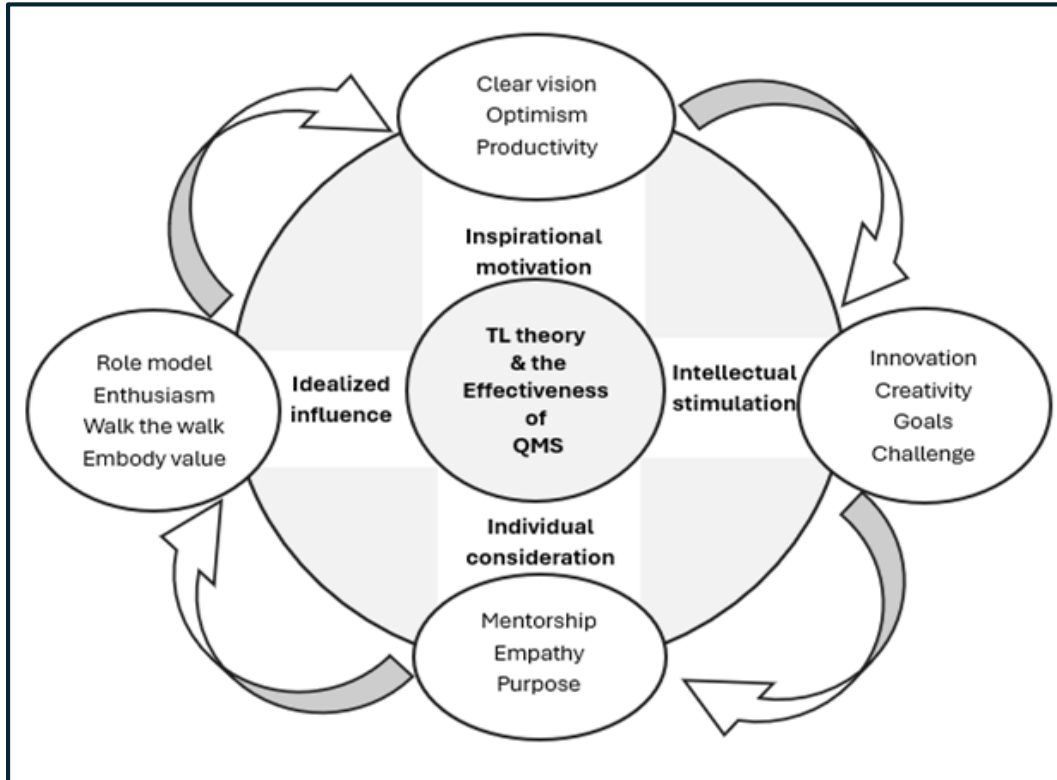 Clear vision
Optimism
Productivity
Inspirational
motivation
Role model
Enthusiasm
Walk the walk
Embody value
Idealized
influence
TL theory
& the
Effectiveness
of
QMS
Intellectual
stimulation
Innovation
Creativity
Goals
Challenge
Individual
consideration
Mentorship
Empathy
Purpose